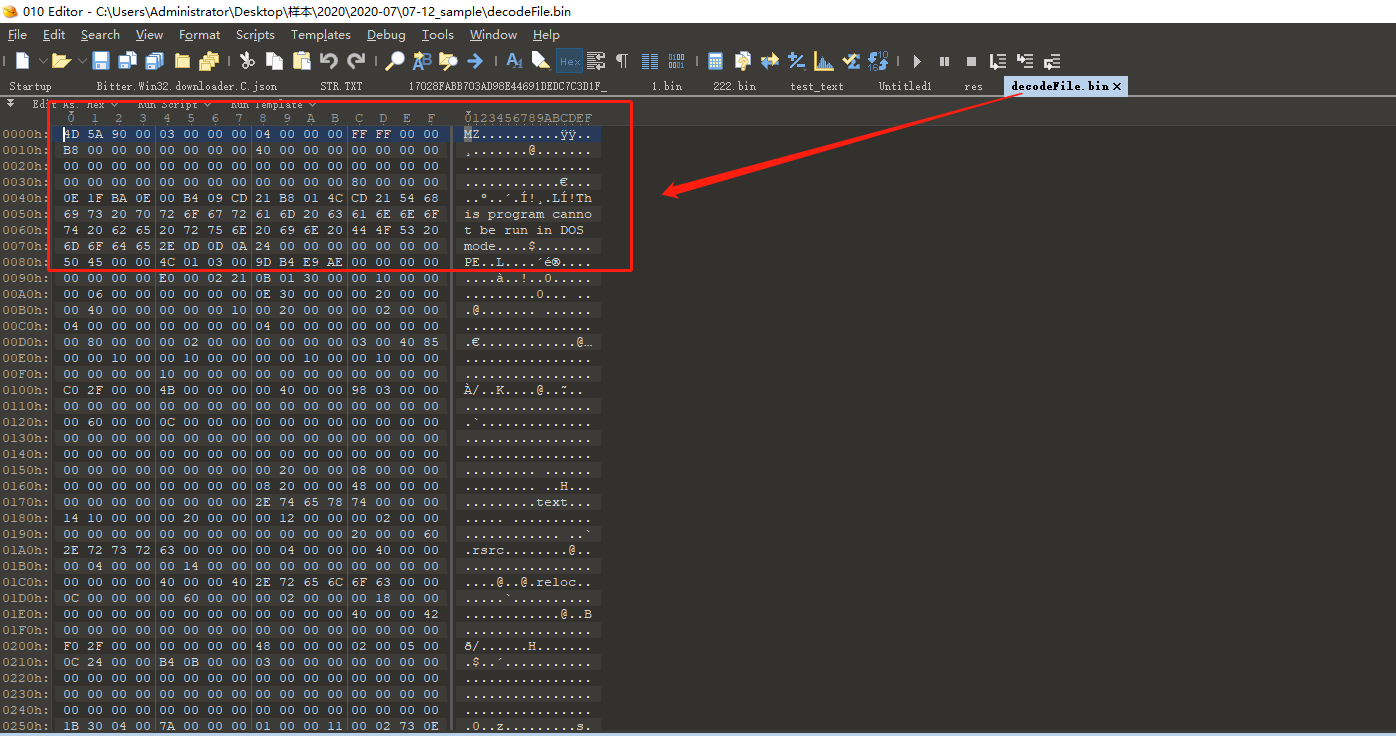 010 Editor - C:\Users\Administrator\Desktop\样本\2020\2020-07\07-12_sample\decodeFile.bin
File Edit Search View Format Scripts Templates Debug Tools Window Help
Hex
Startup Bitter.Win32.downloader.C.json STR.TXT 17028FABB703AD98E44691DEDC7C3D1F_ 1.bin 222.bin test_text Untitled1 res decodeFile.bin
Edit As: Hex Run Script Run Template
0 1 2 3 4 5 6 7 8 9 A B C D E F 0123456789ABCDEF
0000h: 4D 5A 90 00 03 00 00 00 04 00 00 00 FF FF 00 00 MZ..........ÿÿ..
0010h: B8 00 00 00 00 00 00 00 40 00 00 00 00 00 00 00 ¸.......@.......
0020h: 00 00 00 00 00 00 00 00 00 00 00 00 00 00 00 00 ................
0030h: 00 00 00 00 00 00 00 00 00 00 00 00 80 00 00 00 ............€...
0040h: 0E 1F BA 0E 00 B4 09 CD 21 B8 01 4C CD 21 54 68 ..º..´.Í!¸.LÍ!Th
0050h: 69 73 20 70 72 6F 67 72 61 6D 20 63 61 6E 6E 6F is program canno
0060h: 74 20 62 65 20 72 75 6E 20 69 6E 20 44 4F 53 20 t be run in DOS
0070h: 6D 6F 64 65 2E 0D 0D 0A 24 00 00 00 00 00 00 00 mode....$.......
0080h: 50 45 00 00 4C 01 03 00 9D B4 E9 AE 00 00 00 00 PE..L....´é®....
0090h: 00 00 00 00 E0 00 02 21 0B 01 30 00 00 10 00 00 ....à..!..0.....
00A0h: 00 06 00 00 00 00 00 00 0E 30 00 00 00 20 00 00 .........0... ..
00B0h: 00 40 00 00 00 00 00 10 00 20 00 00 00 02 00 00 .@....... ......
00C0h: 04 00 00 00 00 00 00 00 04 00 00 00 00 00 00 00 ................
00D0h: 00 80 00 00 00 02 00 00 00 00 00 00 03 00 40 85 .€............@…
00E0h: 00 00 10 00 00 10 00 00 00 00 10 00 00 10 00 00 ................
00F0h: 00 00 00 00 10 00 00 00 00 00 00 00 00 00 00 00 ................
0100h: C0 2F 00 00 4B 00 00 00 00 40 00 00 98 03 00 00 À/..K....@..˜...
0110h: 00 00 00 00 00 00 00 00 00 00 00 00 00 00 00 00 ................
0120h: 00 60 00 00 0C 00 00 00 00 00 00 00 00 00 00 00 .`..............
0130h: 00 00 00 00 00 00 00 00 00 00 00 00 00 00 00 00 ................
0140h: 00 00 00 00 00 00 00 00 00 00 00 00 00 00 00 00 ................
0150h: 00 00 00 00 00 00 00 00 00 20 00 00 08 00 00 00 ......... ......
0160h: 00 00 00 00 00 00 00 00 08 20 00 00 48 00 00 00 ......... ..H...
0170h: 00 00 00 00 00 00 00 00 2E 74 65 78 74 00 00 00 .........text...
0180h: 14 10 00 00 00 20 00 00 00 12 00 00 00 02 00 00 ..... ..........
0190h: 00 00 00 00 00 00 00 00 00 00 00 00 20 00 00 60 ............ ..`
01A0h: 2E 72 73 72 63 00 00 00 00 04 00 00 00 40 00 00 .rsrc........@..
01B0h: 00 04 00 00 00 14 00 00 00 00 00 00 00 00 00 00 ................
01C0h: 00 00 00 00 40 00 00 40 2E 72 65 6C 6F 63 00 00 ....@..@.reloc..
01D0h: 0C 00 00 00 00 60 00 00 00 02 00 00 00 18 00 00 .....`..........
01E0h: 00 00 00 00 00 00 00 00 00 00 00 00 40 00 00 42 ............@..B
01F0h: 00 00 00 00 00 00 00 00 00 00 00 00 00 00 00 00 ................
0200h: F0 2F 00 00 00 00 00 00 48 00 00 00 02 00 05 00 ð/......H.......
0210h: 0C 24 00 00 B4 0B 00 00 03 00 00 00 00 00 00 00 .$..´...........
0220h: 00 00 00 00 00 00 00 00 00 00 00 00 00 00 00 00 ................
0230h: 00 00 00 00 00 00 00 00 00 00 00 00 00 00 00 00 ................
0240h: 00 00 00 00 00 00 00 00 00 00 00 00 00 00 00 00 ................
0250h: 1B 30 04 00 7A 00 00 00 01 00 00 11 00 02 73 0E .0..z.........s.